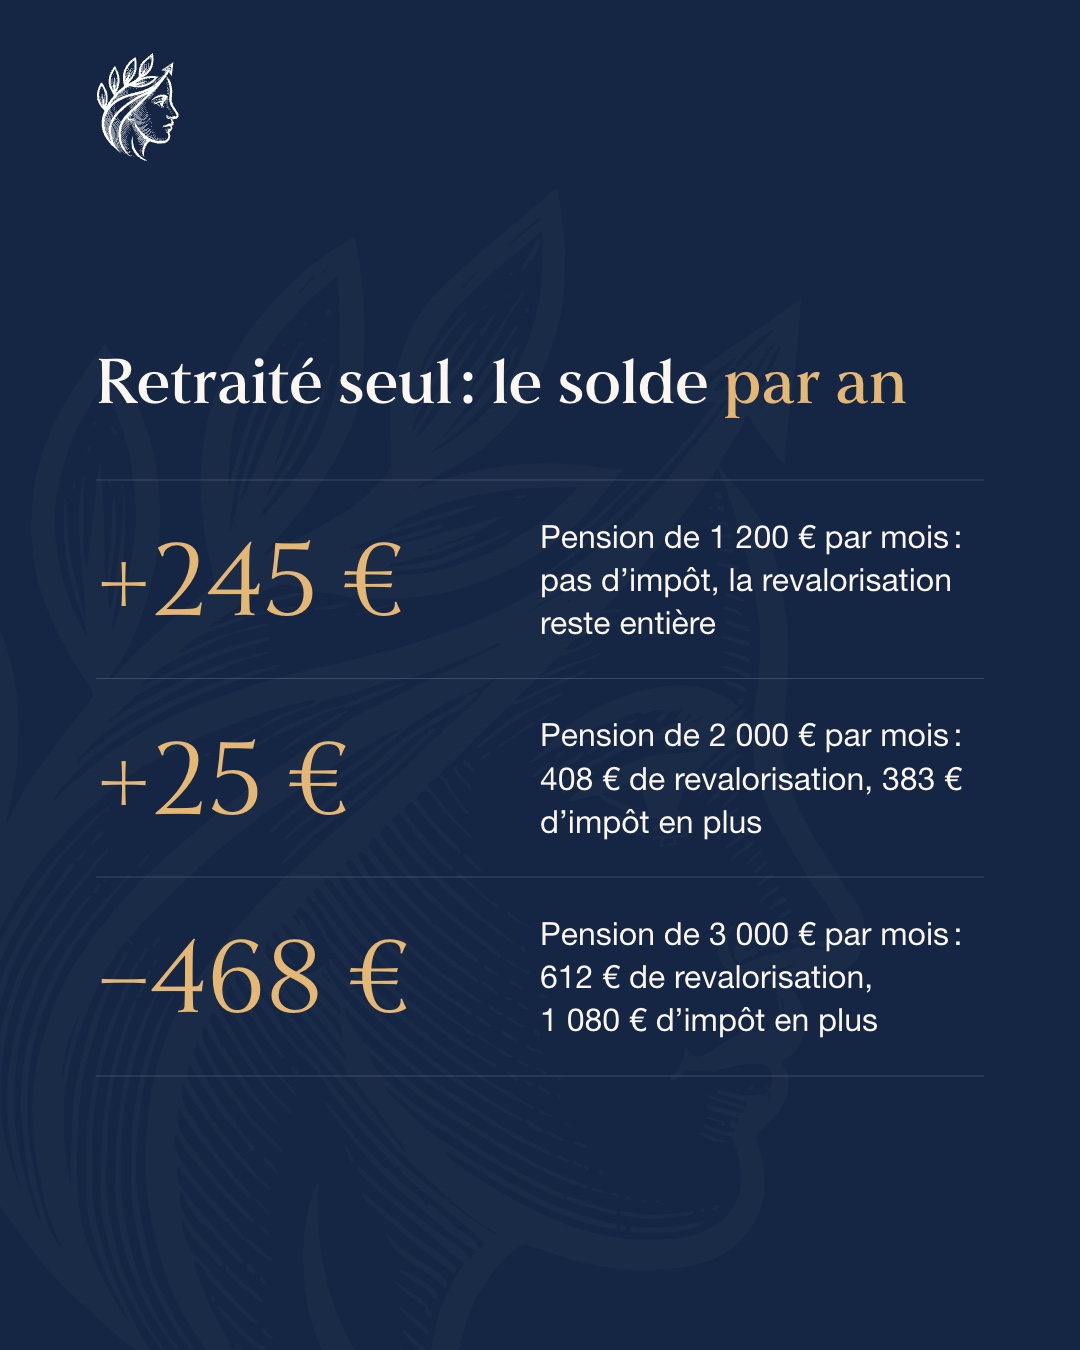 Retraité seul : le solde par an
+245 €
Pension de 1 200 € par mois :
pas d’impôt, la revalorisation
reste entière
+25 €
Pension de 2 000 € par mois :
408 € de revalorisation, 383 €
d’impôt en plus
−468 €
Pension de 3 000 € par mois :
612 € de revalorisation,
1 080 € d’impôt en plus